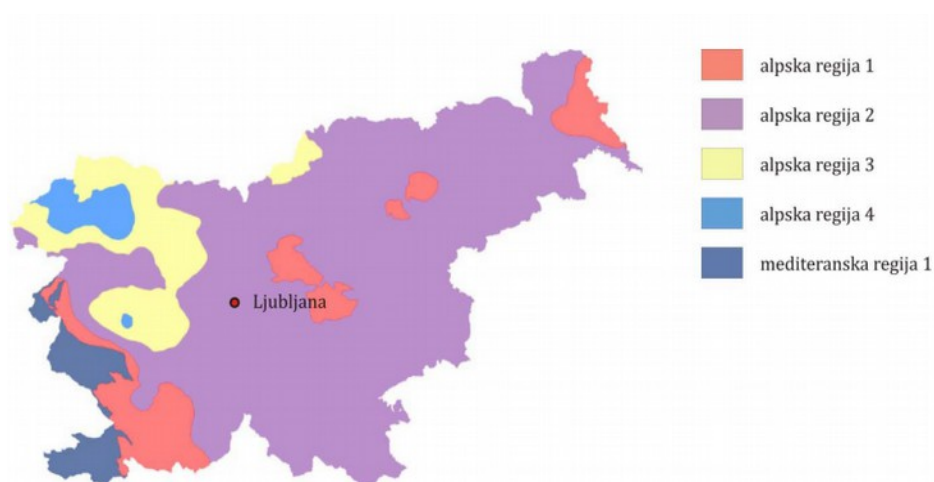 alpska regija 1
alpska regija 2
alpska regija 3
alpska regija 4
mediteranska regija 1
Ljubljana